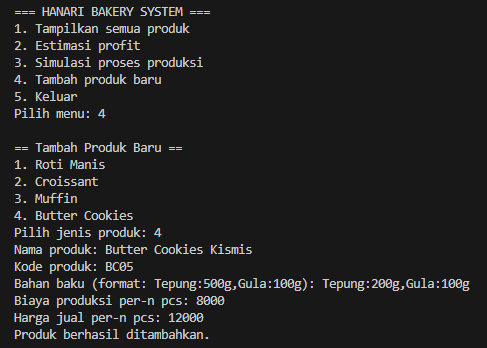 === HANARI BAKERY SYSTEM ===
1. Tampilkan semua produk
2. Estimasi profit
3. Simulasi proses produksi
4. Tambah produk baru
5. Keluar
Pilih menu: 4
== Tambah Produk Baru ==
1. Roti Manis
2. Croissant
3. Muffin
4. Butter Cookies
Pilih jenis produk: 4
Nama produk: Butter Cookies Kismis
Kode produk: BC05
Bahan baku (format: Tepung:500g,Gula:100g): Tepung:200g,Gula:100g
Biaya produksi per-n pcs: 8000
Harga jual per-n pcs: 12000
Produk berhasil ditambahkan.